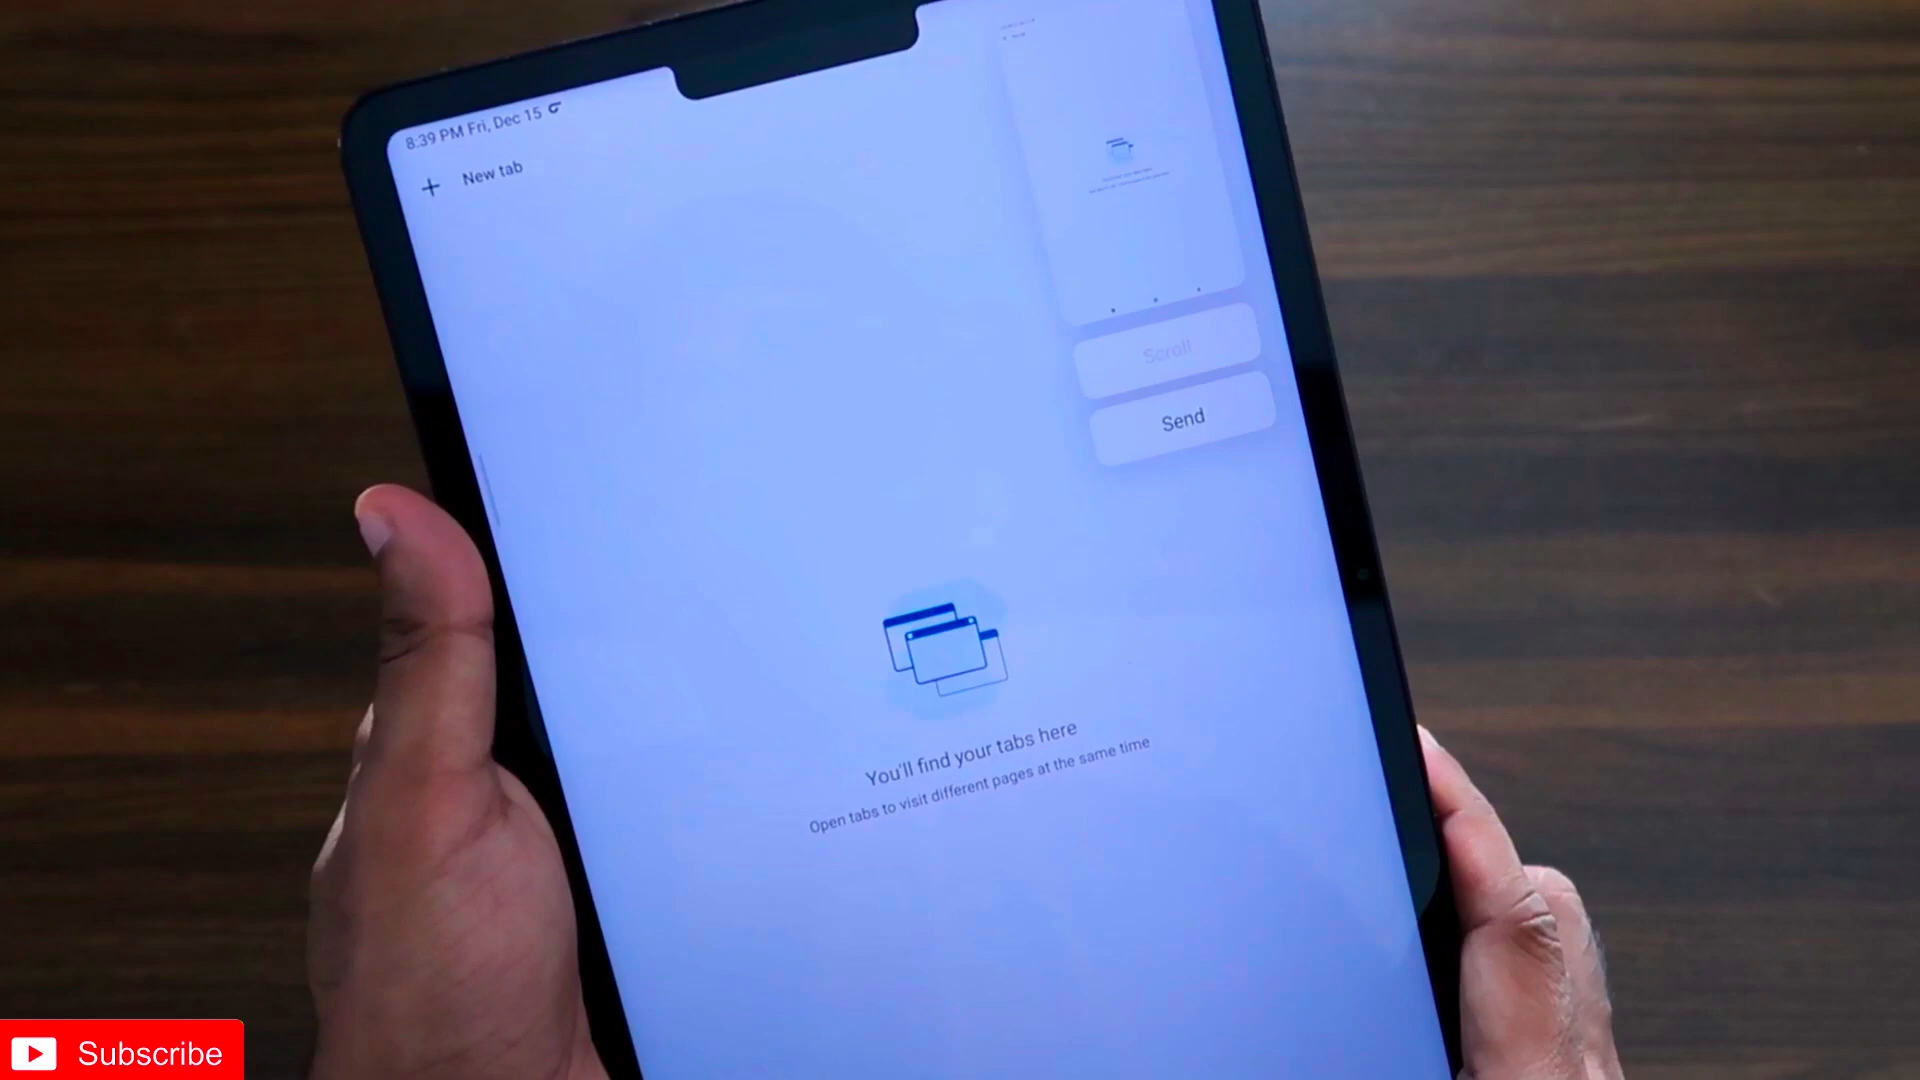 8:39 PM Fri, Dec 15
New tab
Scroll
Send
You'll find your tabs here
Open tabs to visit different pages at the same time
Subscribe